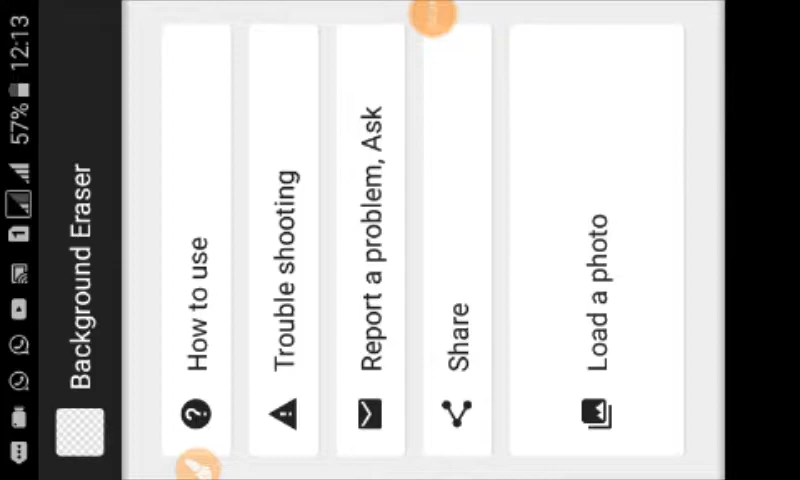 57% 12:13
Background Eraser
How to use
Trouble shooting
Report a problem, Ask
Share
Load a photo